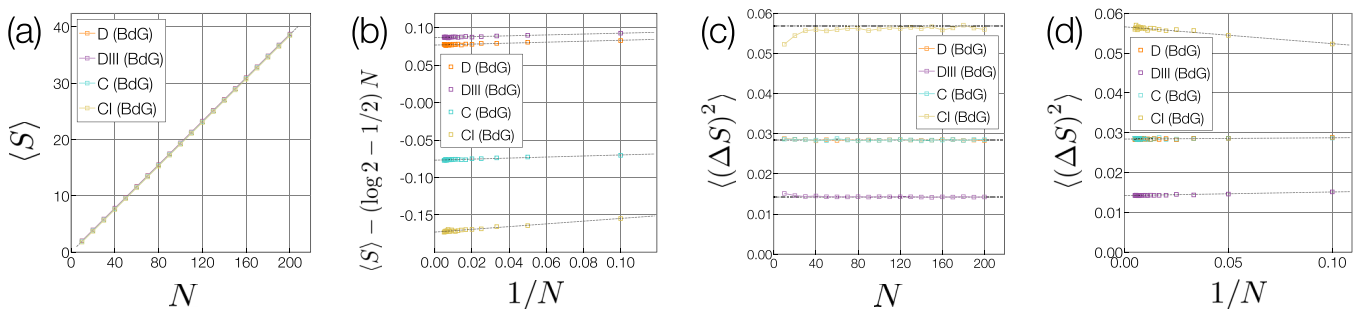 (a)
D (BdG)
DIII (BdG)
C (BdG)
CI (BdG)
⟨S⟩
40
30
20
10
0
0 40 80 120 160 200
N
(b)
D (BdG)
DIII (BdG)
C (BdG)
CI (BdG)
⟨S⟩ − (log 2 − 1/2) N
0.10
0.05
-0.00
-0.05
-0.10
-0.15
0.00 0.02 0.04 0.06 0.08 0.10
1/N
(c)
D (BdG)
DIII (BdG)
C (BdG)
CI (BdG)
⟨(ΔS)²⟩
0.06
0.05
0.04
0.03
0.02
0.01
0.00
0 40 80 120 160 200
N
(d)
D (BdG)
DIII (BdG)
C (BdG)
CI (BdG)
⟨(ΔS)²⟩
0.06
0.05
0.04
0.03
0.02
0.01
0.00
0.00 0.05 0.10
1/N